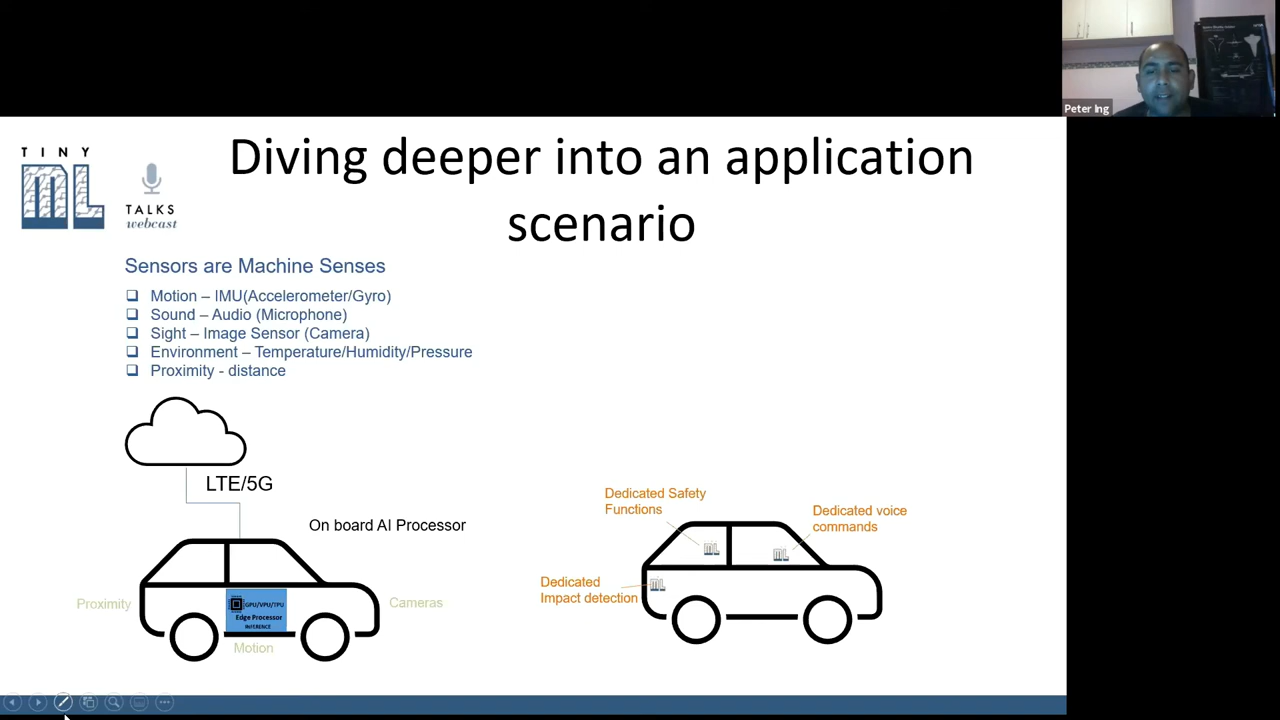 Peter Ing
TINY
ML
TALKS
webcast
Diving deeper into an application
scenario
Sensors are Machine Senses
Motion – IMU(Accelerometer/Gyro)
Sound – Audio (Microphone)
Sight – Image Sensor (Camera)
Environment – Temperature/Humidity/Pressure
Proximity - distance
LTE/5G
On board AI Processor
Proximity
GPU/VPU/TPU
Edge Processor
INFERENCE
Cameras
Motion
Dedicated Safety
Functions
Dedicated voice
commands
ML
ML
Dedicated
Impact detection
ML